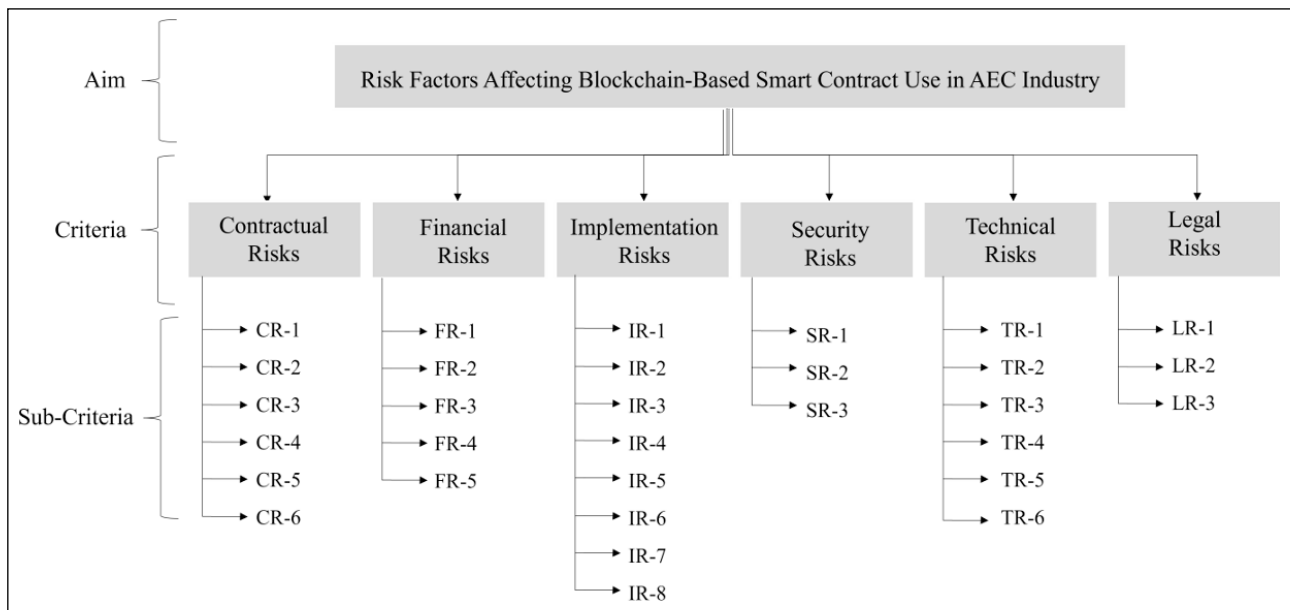 Aim
Risk Factors Affecting Blockchain-Based Smart Contract Use in AEC Industry
Criteria
Contractual
Risks
Financial
Risks
Implementation
Risks
Security
Risks
Technical
Risks
Legal
Risks
Sub-Criteria
CR-1
CR-2
CR-3
CR-4
CR-5
CR-6
FR-1
FR-2
FR-3
FR-4
FR-5
IR-1
IR-2
IR-3
IR-4
IR-5
IR-6
IR-7
IR-8
SR-1
SR-2
SR-3
TR-1
TR-2
TR-3
TR-4
TR-5
TR-6
LR-1
LR-2
LR-3